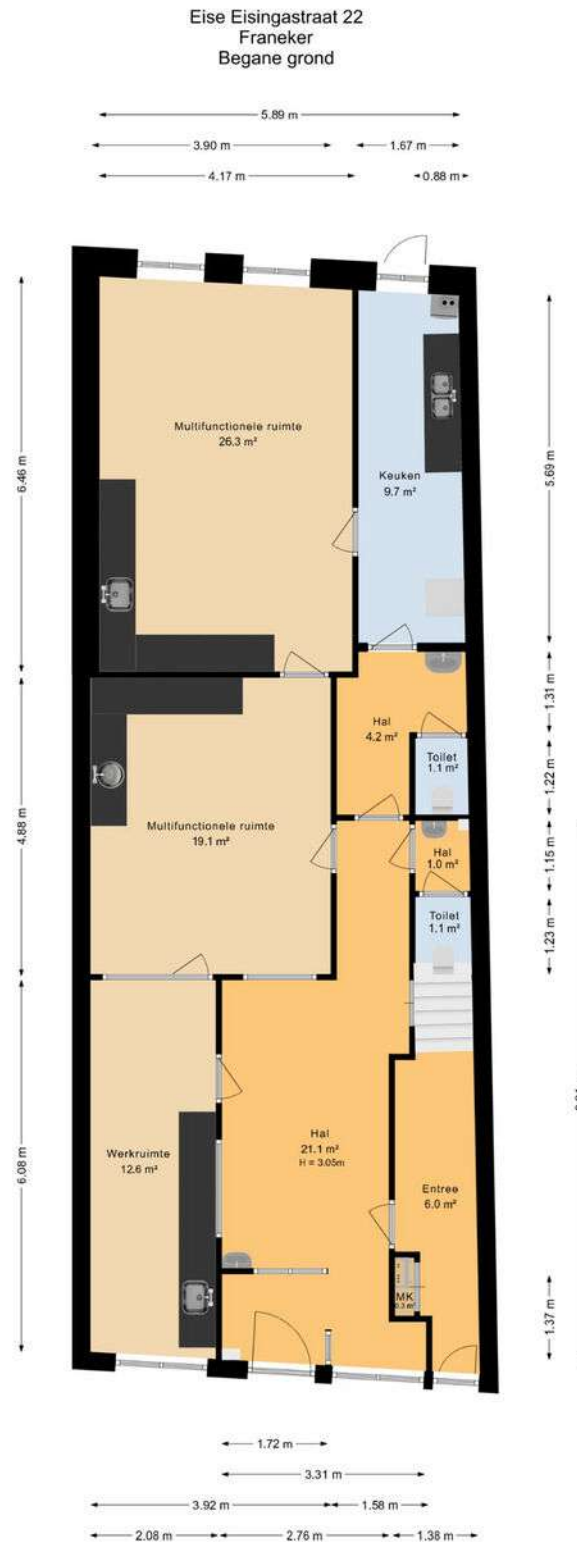 Eise Eisingastraat 22
Franeker
Begane grond
5.89 m
3.90 m
1.67 m
4.17 m
0.88 m
6.46 m
5.69 m
Multifunctionele ruimte
26.3 m²
Keuken
9.7 m²
1.31 m
Hal
4.2 m²
Toilet
1.1 m²
1.22 m
4.88 m
Multifunctionele ruimte
19.1 m²
Hal
1.0 m²
1.15 m
Toilet
1.1 m²
1.23 m
6.08 m
Werkruimte
12.6 m²
Hal
21.1 m²
H = 3.05m
Entree
6.0 m²
MK
0.3 m²
1.37 m
1.72 m
3.31 m
3.92 m
1.58 m
2.08 m
2.76 m
1.38 m